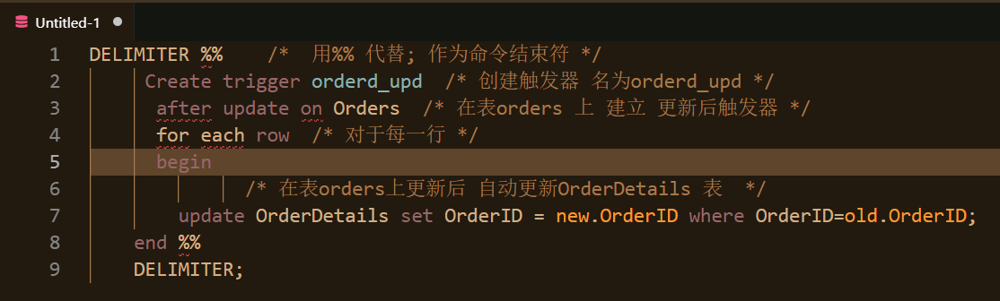 Untitled-1
1 DELIMITER %% /* 用%% 代替; 作为命令结束符 */
2 Create trigger orderd_upd /* 创建触发器 名为orderd_upd */
3 after update on Orders /* 在表orders 上 建立 更新后触发器 */
4 for each row /* 对于每一行 */
5 begin
6 /* 在表orders上更新后 自动更新OrderDetails 表 */
7 update OrderDetails set OrderID = new.OrderID where OrderID=old.OrderID;
8 end %%
9 DELIMITER;